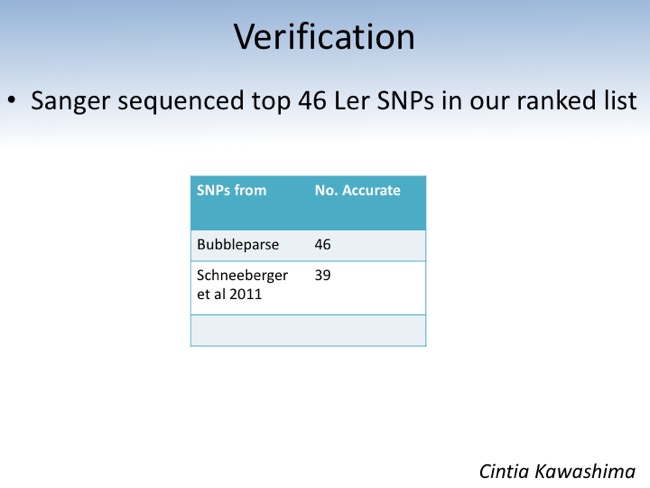 Verification
• Sanger sequenced top 46 Ler SNPs in our ranked list
SNPs from No. Accurate
Bubbleparse 46
Schneeberger 39
et al 2011
Cintia Kawashima